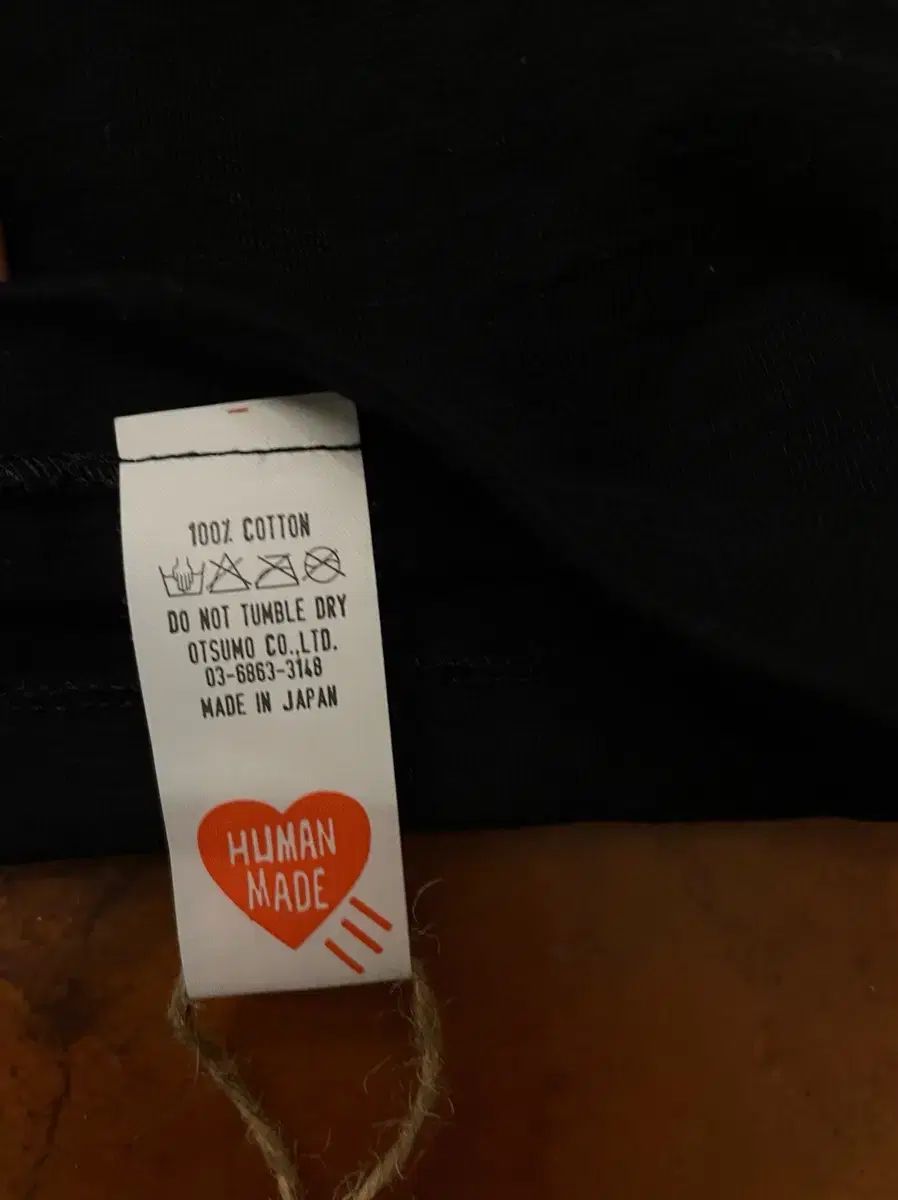 100% COTTON
DO NOT TUMBLE DRY
OTSUMO CO.,LTD.
03-6863-3148
MADE IN JAPAN
HUMAN
MADE